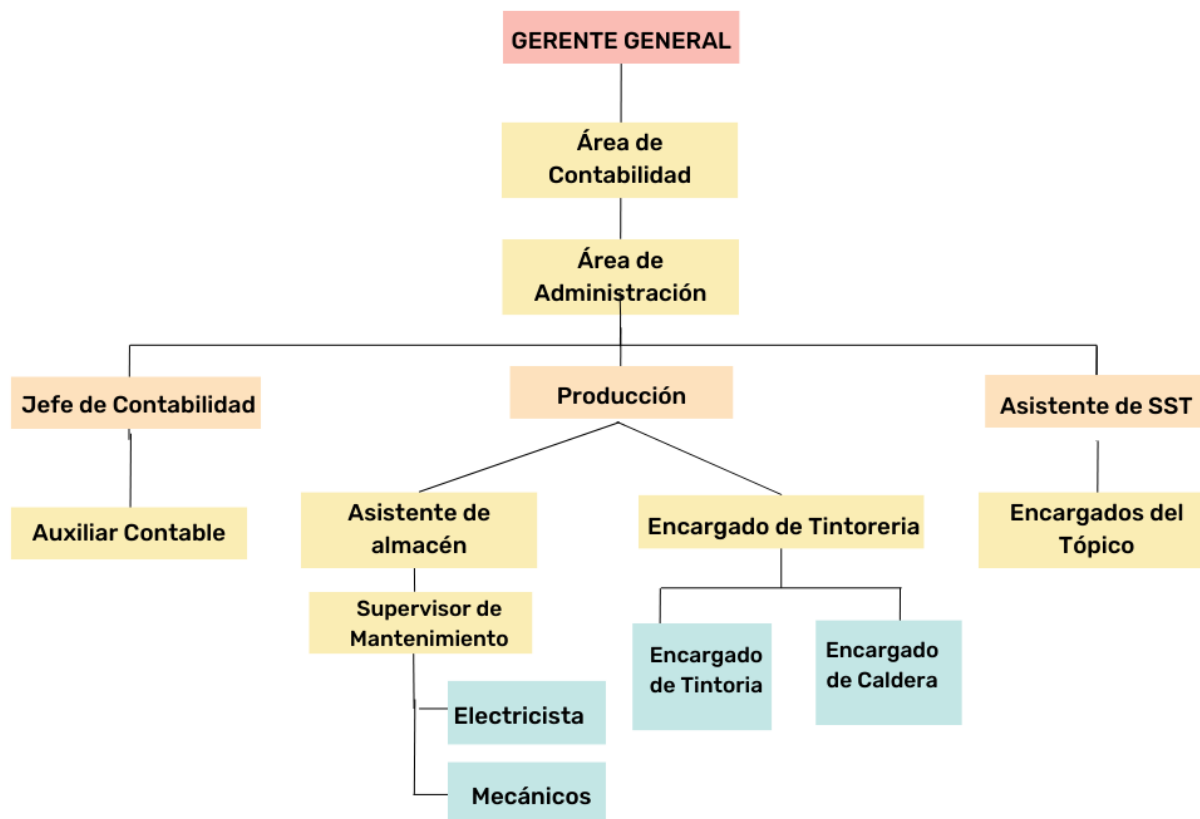 GERENTE GENERAL
Área de
Contabilidad
Área de
Administración
Jefe de Contabilidad
Producción
Asistente de SST
Auxiliar Contable
Asistente de
almacén
Encargado de Tintoreria
Encargados del
Tópico
Supervisor de
Mantenimiento
Encargado
de Tintoria
Encargado
de Caldera
Electricista
Mecánicos